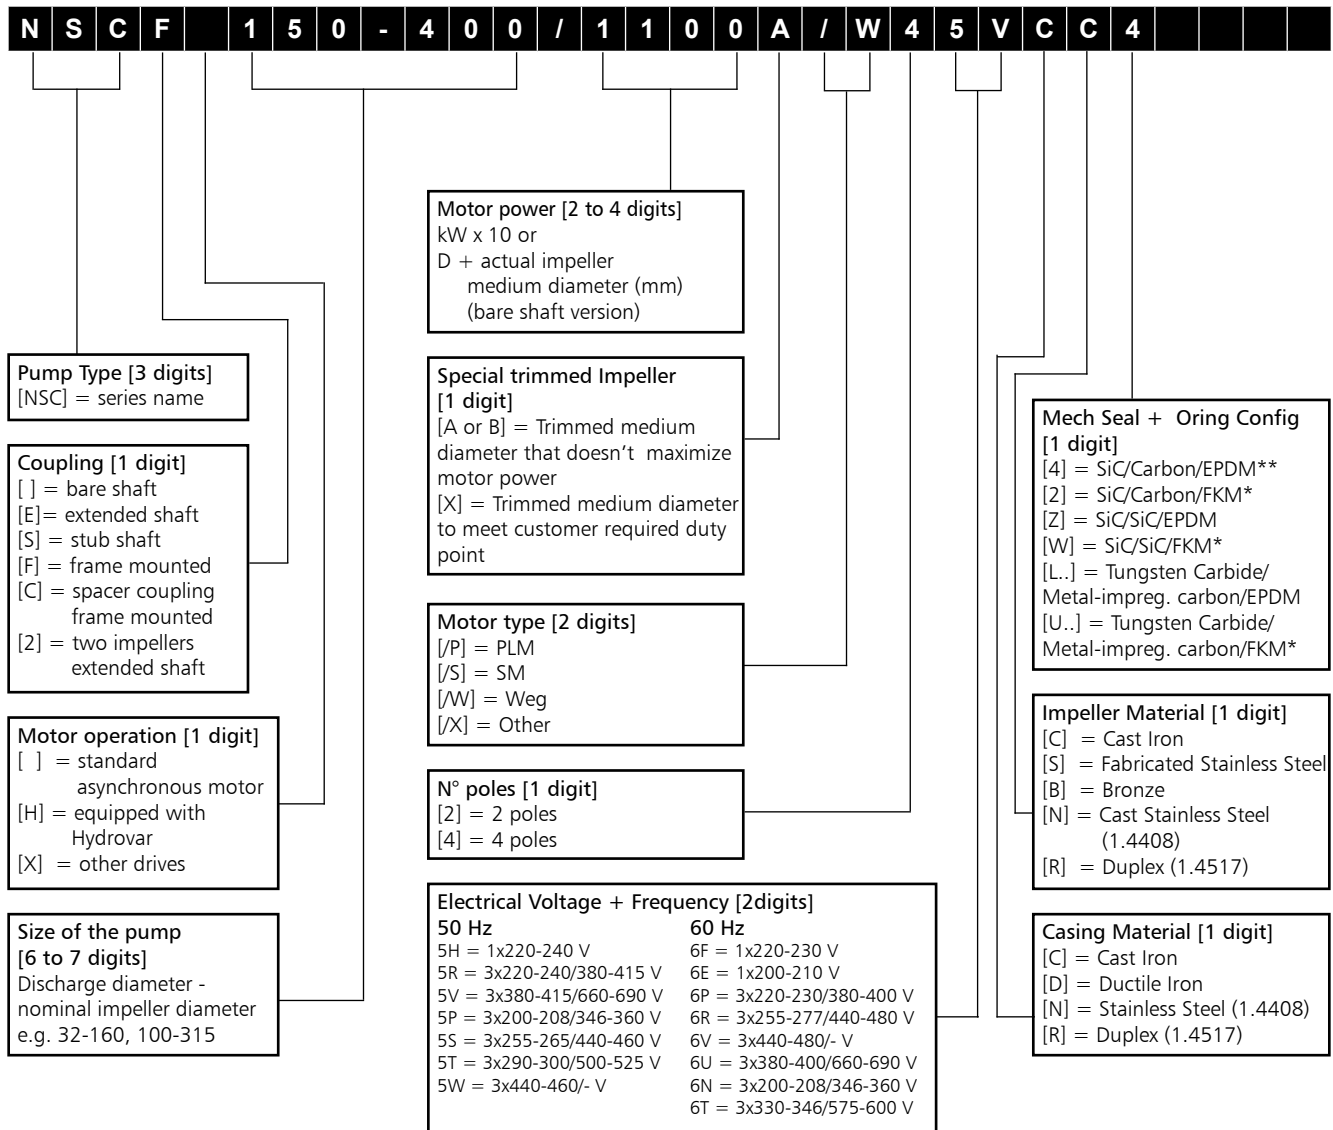 NSCF 150-400/1100A/W45VCC4
Motor power [2 to 4 digits]
kW x 10 or
D + actual impeller
medium diameter (mm)
(bare shaft version)
Pump Type [3 digits]
[NSC] = series name
Special trimmed Impeller
[1 digit]
[A or B] = Trimmed medium
diameter that doesn't maximize
motor power
[X] = Trimmed medium diameter
to meet customer required duty
point
Mech Seal + Oring Config
[1 digit]
[4] = SiC/Carbon/EPDM**
[2] = SiC/Carbon/FKM*
[Z] = SiC/SiC/EPDM
[W] = SiC/SiC/FKM*
[L..] = Tungsten Carbide/
Metal-impreg. carbon/EPDM
[U..] = Tungsten Carbide/
Metal-impreg. carbon/FKM*
Coupling [1 digit]
[ ] = bare shaft
[E]= extended shaft
[S] = stub shaft
[F] = frame mounted
[C] = spacer coupling
frame mounted
[2] = two impellers
extended shaft
Motor type [2 digits]
[/P] = PLM
[/S] = SM
[/W] = Weg
[/X] = Other
Impeller Material [1 digit]
[C] = Cast Iron
[S] = Fabricated Stainless Steel
[B] = Bronze
[N] = Cast Stainless Steel
(1.4408)
[R] = Duplex (1.4517)
Motor operation [1 digit]
[ ] = standard
asynchronous motor
[H] = equipped with
Hydrovar
[X] = other drives
N° poles [1 digit]
[2] = 2 poles
[4] = 4 poles
Size of the pump
[6 to 7 digits]
Discharge diameter -
nominal impeller diameter
e.g. 32-160, 100-315
Electrical Voltage + Frequency [2digits]
50 Hz
5H = 1x220-240 V
5R = 3x220-240/380-415 V
5V = 3x380-415/660-690 V
5P = 3x200-208/346-360 V
5S = 3x255-265/440-460 V
5T = 3x290-300/500-525 V
5W = 3x440-460/- V
60 Hz
6F = 1x220-230 V
6E = 1x200-210 V
6P = 3x220-230/380-400 V
6R = 3x255-277/440-480 V
6V = 3x440-480/- V
6U = 3x380-400/660-690 V
6N = 3x200-208/346-360 V
6T = 3x330-346/575-600 V
Casing Material [1 digit]
[C] = Cast Iron
[D] = Ductile Iron
[N] = Stainless Steel (1.4408)
[R] = Duplex (1.4517)